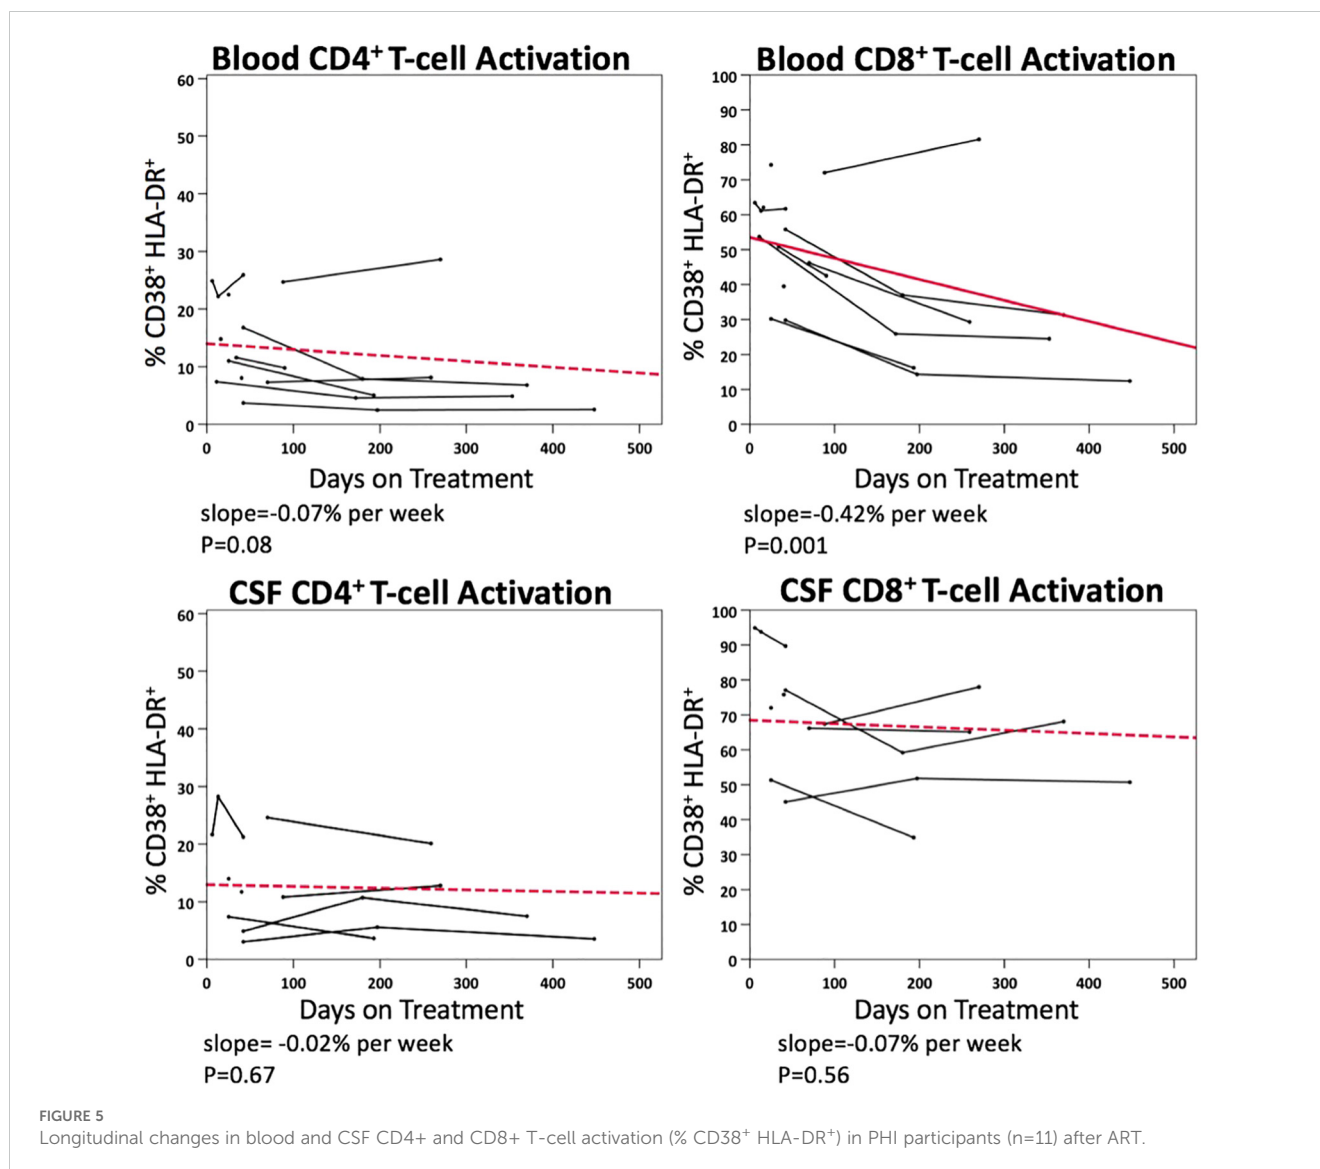 Blood CD4⁺ T-cell Activation
% CD38⁺ HLA-DR⁺
60
50
40
30
20
10
0
0 100 200 300 400 500
Days on Treatment
slope=-0.07% per week
P=0.08
Blood CD8⁺ T-cell Activation
% CD38⁺ HLA-DR⁺
100
90
80
70
60
50
40
30
20
10
0
0 100 200 300 400 500
Days on Treatment
slope=-0.42% per week
P=0.001
CSF CD4⁺ T-cell Activation
% CD38⁺ HLA-DR⁺
60
50
40
30
20
10
0
0 100 200 300 400 500
Days on Treatment
slope= -0.02% per week
P=0.67
CSF CD8⁺ T-cell Activation
% CD38⁺ HLA-DR⁺
100
90
80
70
60
50
40
30
20
10
0
0 100 200 300 400 500
Days on Treatment
slope=-0.07% per week
P=0.56
FIGURE 5
Longitudinal changes in blood and CSF CD4+ and CD8+ T-cell activation (% CD38⁺ HLA-DR⁺) in PHI participants (n=11) after ART.